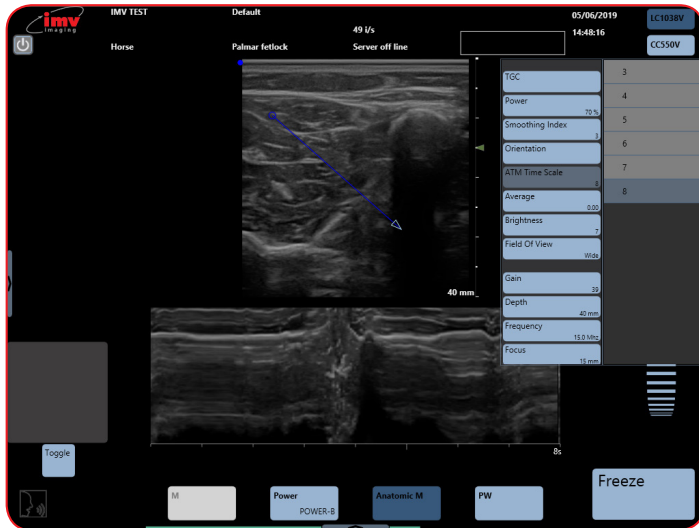 imv
imaging
IMV TEST
Default
05/06/2019
LC1038V
49 i/s
14:48:16
CC550V
Horse
Palmar fetlock
Server off line
TGC
Power
70 %
Smoothing Index
3
Orientation
ATM Time Scale
8
Average
0.00
Brightness
7
Field Of View
Wide
Gain
39
Depth
40 mm
Frequency
15.0 Mhz
Focus
15 mm
3
4
5
6
7
8
40 mm
8s
Toggle
M
Power
POWER-B
Anatomic M
PW
Freeze